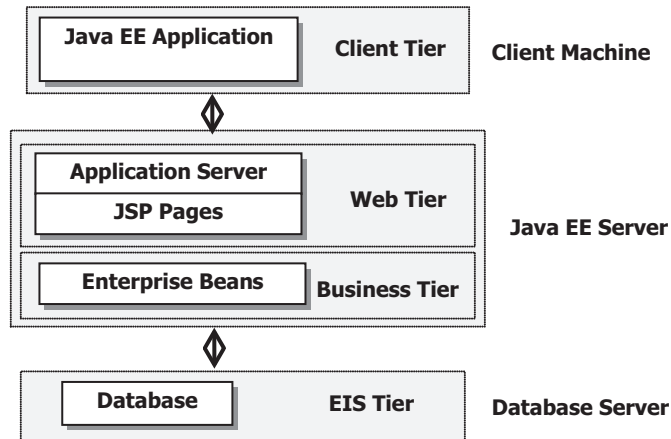 Java EE Application
Client Tier
Client Machine
Application Server
JSP Pages
Web Tier
Java EE Server
Enterprise Beans
Business Tier
Database
EIS Tier
Database Server